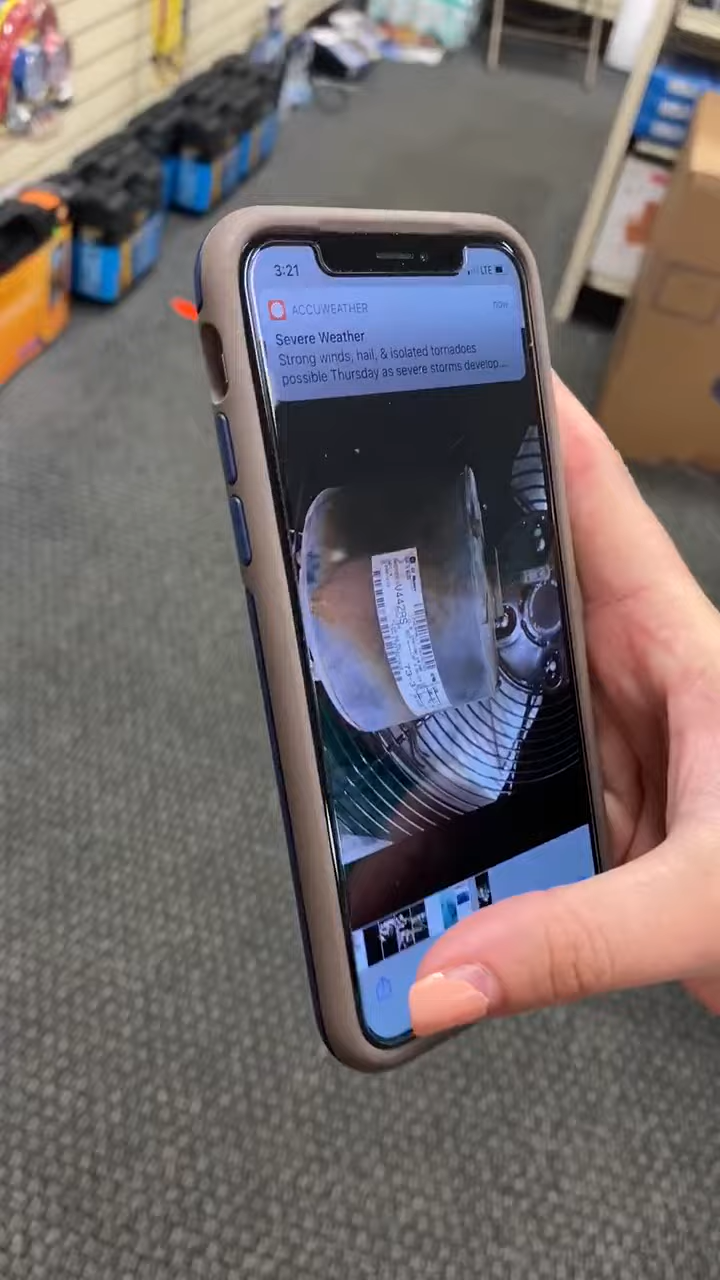 3:21
LTE
ACCUWEATHER
now
Severe Weather
Strong winds, hail, & isolated tornadoes
possible Thursday as severe storms develop...